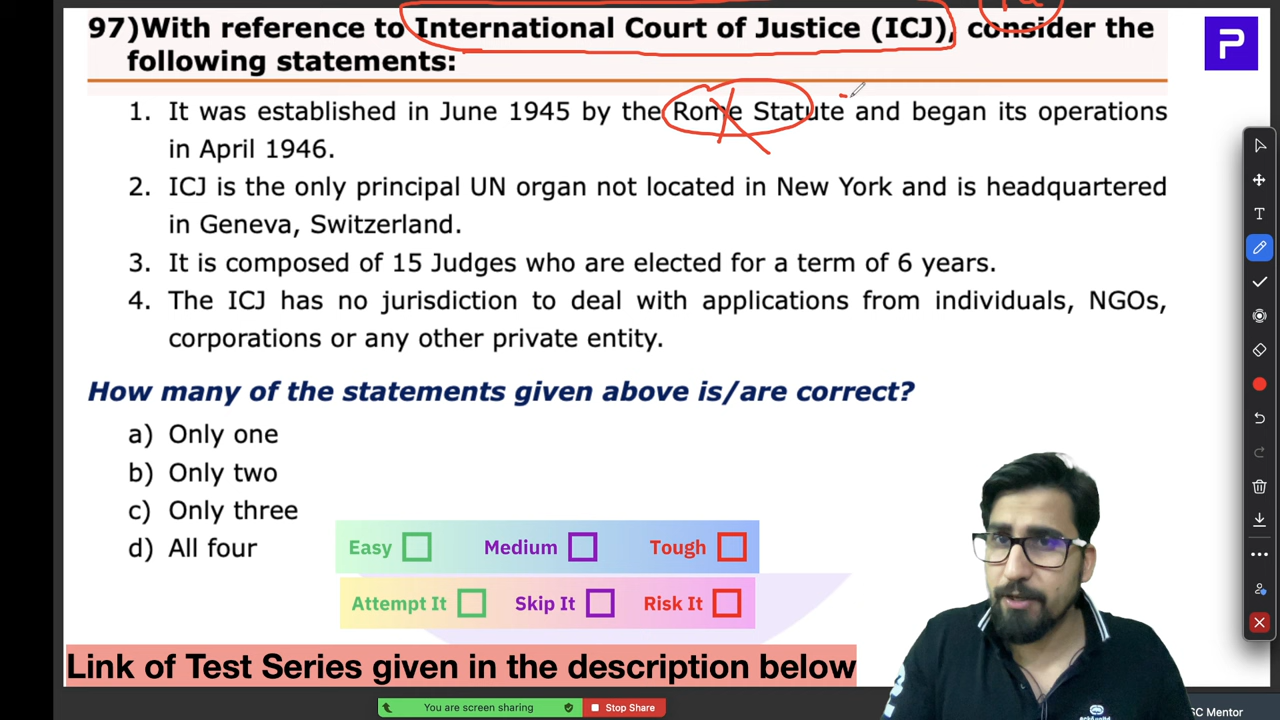 97)With reference to International Court of Justice (ICJ), consider the
following statements:
1. It was established in June 1945 by the Rome Statute and began its operations
in April 1946.
2. ICJ is the only principal UN organ not located in New York and is headquartered
in Geneva, Switzerland.
3. It is composed of 15 Judges who are elected for a term of 6 years.
4. The ICJ has no jurisdiction to deal with applications from individuals, NGOs,
corporations or any other private entity.
How many of the statements given above is/are correct?
a) Only one
b) Only two
c) Only three
d) All four
Easy Medium Tough
Attempt It Skip It Risk It
Link of Test Series given in the description below
You are screen sharing Stop Share
SC Mentor